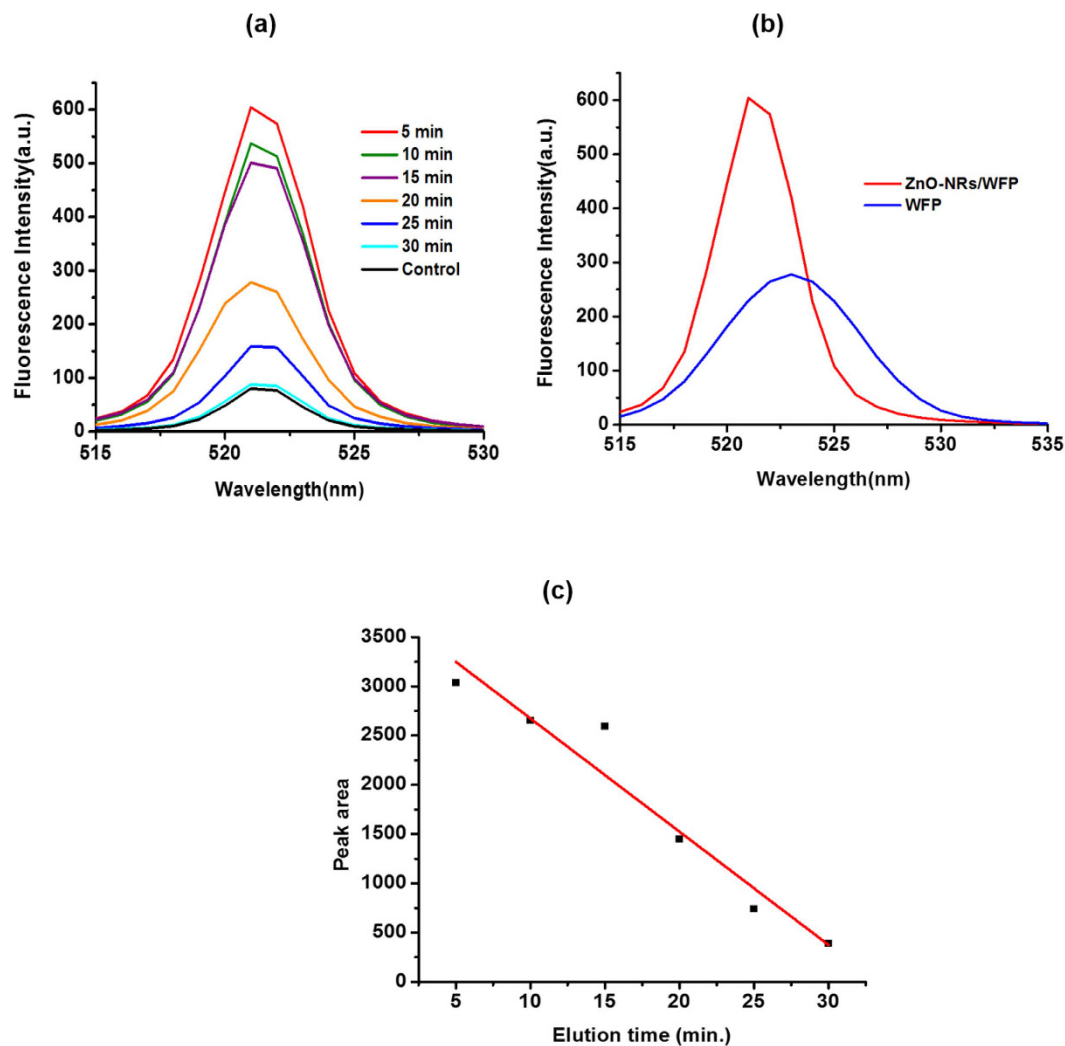 (a)
Fluorescence Intensity(a.u.)
600
500
400
300
200
100
0
515
520
525
530
Wavelength(nm)
5 min
10 min
15 min
20 min
25 min
30 min
Control
(b)
Fluorescence Intensity(a.u.)
600
500
400
300
200
100
0
515
520
525
530
535
Wavelength(nm)
ZnO-NRs/WFP
WFP
(c)
Peak area
3500
3000
2500
2000
1500
1000
500
0
5
10
15
20
25
30
Elution time (min.)